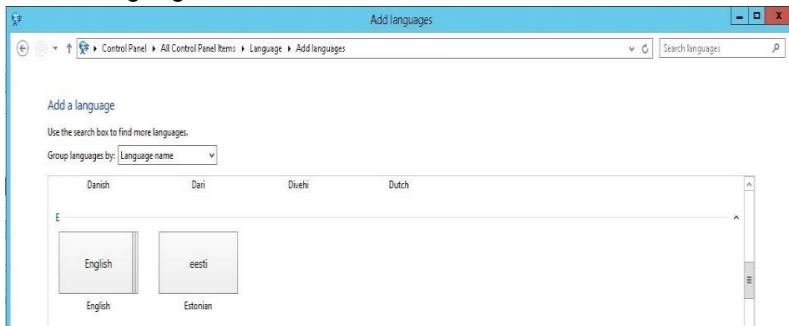 Add languages
Control Panel ▸ All Control Panel Items ▸ Language ▸ Add languages
Search languages
Add a language
Use the search box to find more languages.
Group languages by: Language name
Danish Dari Divehi Dutch
E
English eesti
English Estonian